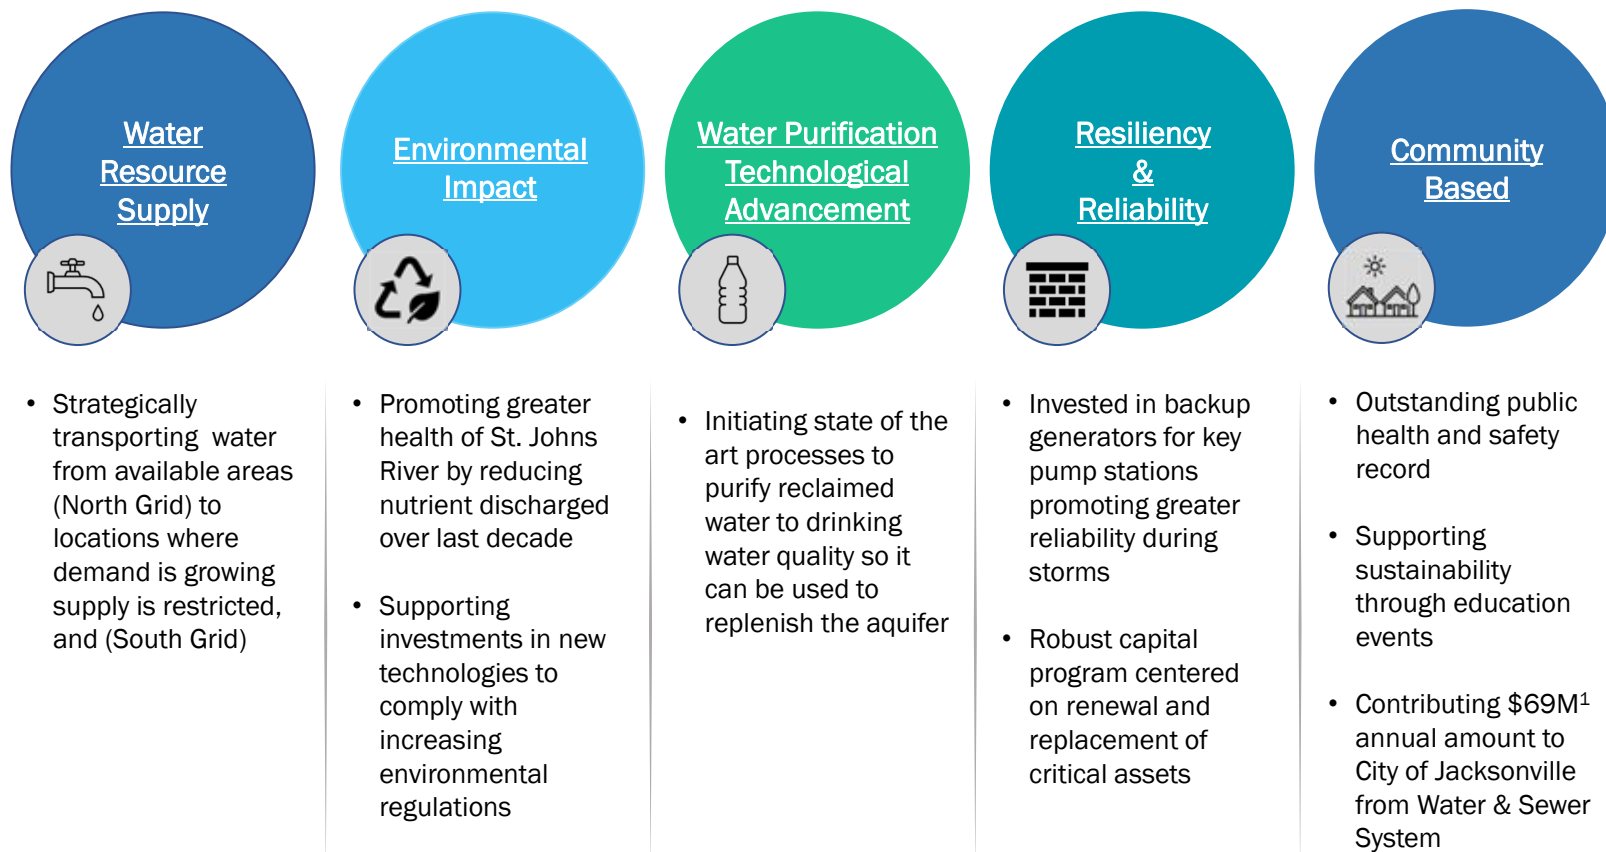 Water
Resource
Supply
Environmental
Impact
Water Purification
Technological
Advancement
Resiliency
&
Reliability
Community
Based
• Strategically
transporting water
from available areas
(North Grid) to
locations where
demand is growing
supply is restricted,
and (South Grid)
• Promoting greater
health of St. Johns
River by reducing
nutrient discharged
over last decade
• Supporting
investments in new
technologies to
comply with
increasing
environmental
regulations
• Initiating state of the
art processes to
purify reclaimed
water to drinking
water quality so it
can be used to
replenish the aquifer
• Invested in backup
generators for key
pump stations
promoting greater
reliability during
storms
• Robust capital
program centered
on renewal and
replacement of
critical assets
• Outstanding public
health and safety
record
• Supporting
sustainability
through education
events
• Contributing $69M¹
annual amount to
City of Jacksonville
from Water & Sewer
System